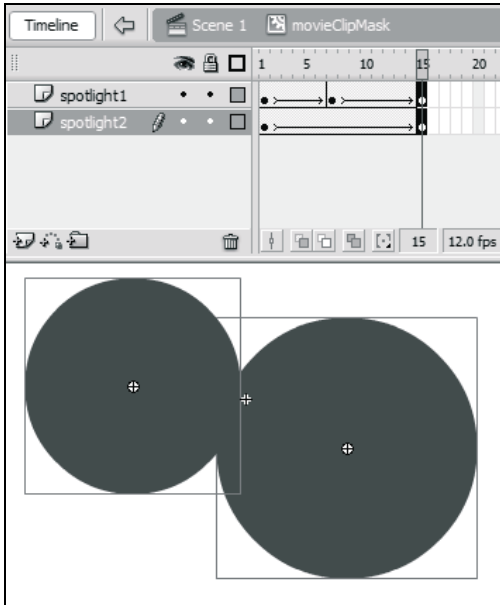 Timeline Scene 1 movieClipMask
1 5 10 15 20
spotlight1
spotlight2
15 12.0 fps